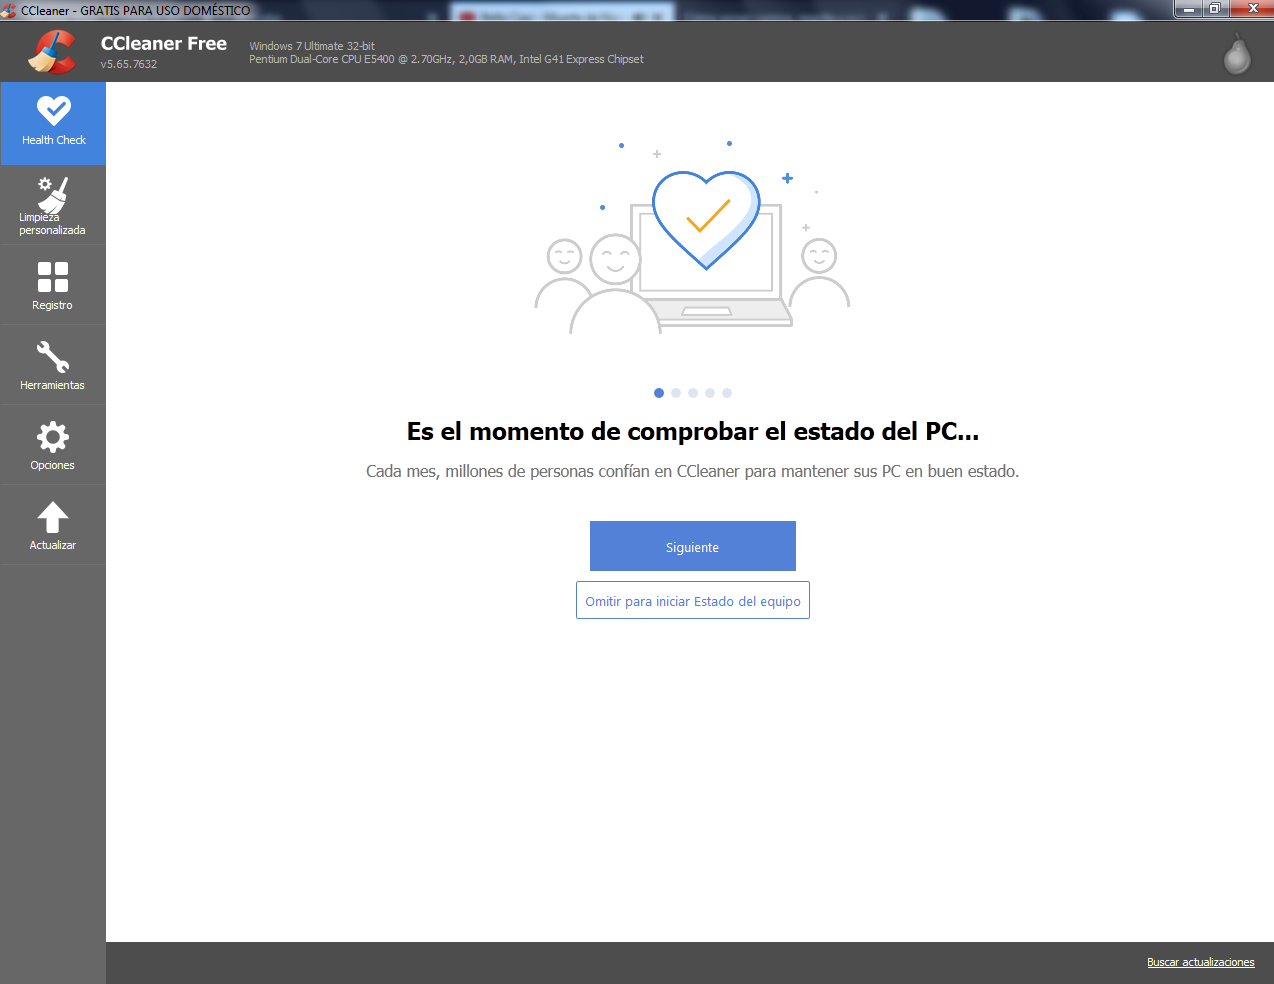 CCleaner - GRATIS PARA USO DOMÉSTICO
CCleaner Free
v5.65.7632
Windows 7 Ultimate 32-bit
Pentium Dual-Core CPU E5400 @ 2.70GHz, 2,0GB RAM, Intel G41 Express Chipset
Health Check
Limpieza
personalizada
Registro
Herramientas
Opciones
Actualizar
Es el momento de comprobar el estado del PC...
Cada mes, millones de personas confían en CCleaner para mantener sus PC en buen estado.
Siguiente
Omitir para iniciar Estado del equipo
Buscar actualizaciones